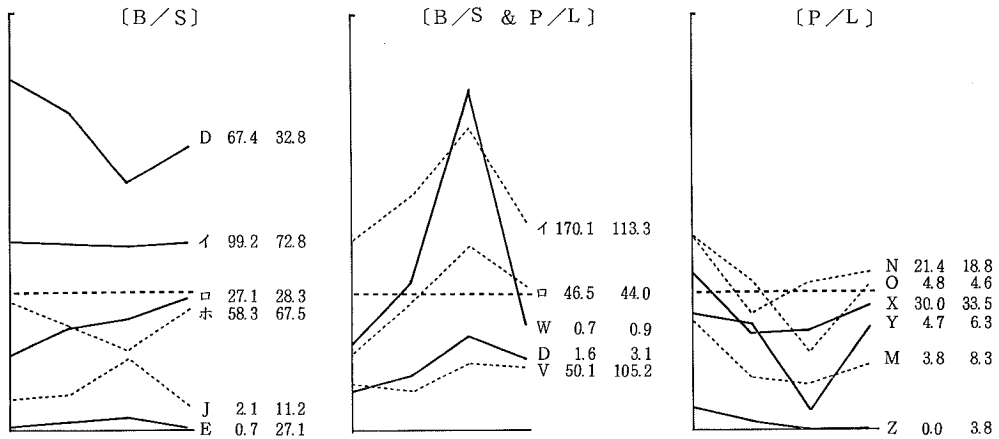 〔B/S〕
D 67.4 32.8
イ 99.2 72.8
ロ 27.1 28.3
ホ 58.3 67.5
J 2.1 11.2
E 0.7 27.1
〔B/S & P/L〕
イ 170.1 113.3
ロ 46.5 44.0
W 0.7 0.9
D 1.6 3.1
V 50.1 105.2
〔P/L〕
N 21.4 18.8
O 4.8 4.6
X 30.0 33.5
Y 4.7 6.3
M 3.8 8.3
Z 0.0 3.8